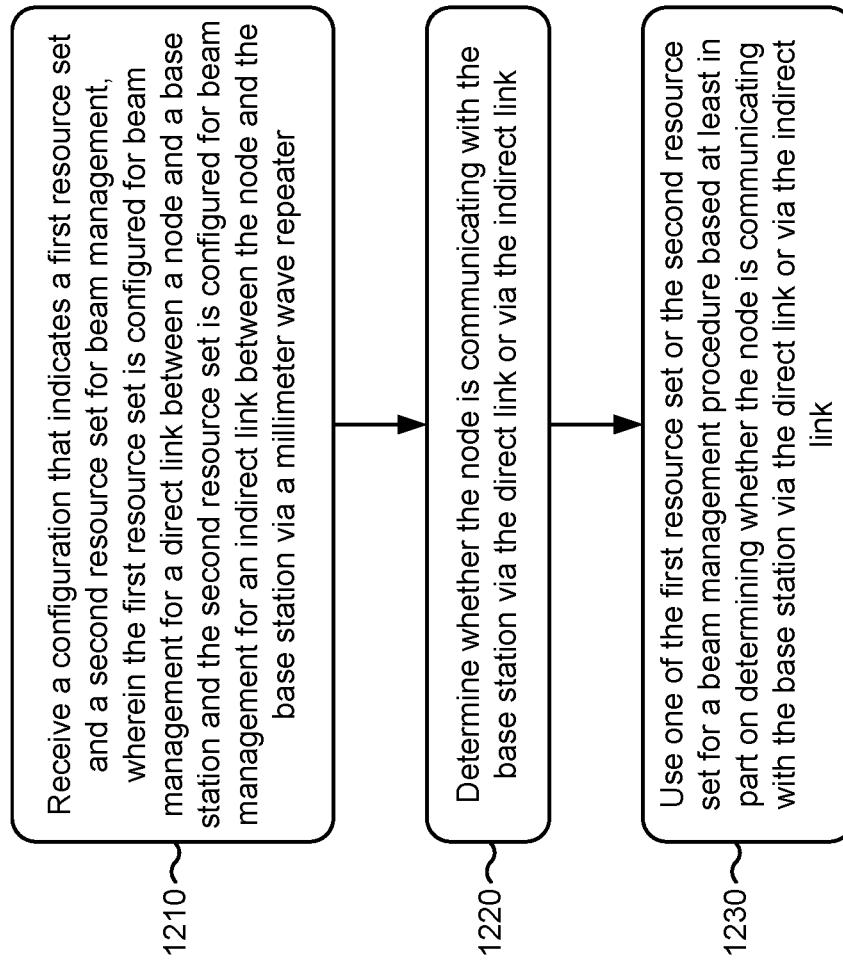 1210
Receive a configuration that indicates a first resource set
and a second resource set for beam management,
wherein the first resource set is configured for beam
management for a direct link between a node and a base
station and the second resource set is configured for beam
management for an indirect link between the node and the
base station via a millimeter wave repeater
1220
Determine whether the node is communicating with the
base station via the direct link or via the indirect link
1230
Use one of the first resource set or the second resource
set for a beam management procedure based at least in
part on determining whether the node is communicating
with the base station via the direct link or via the indirect
link